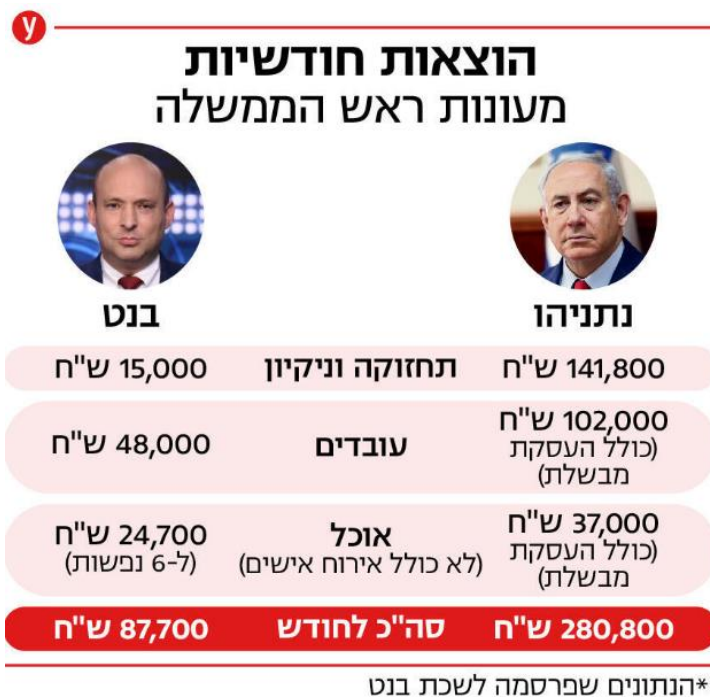 y
הוצאות חודשיות
מעונות ראש הממשלה
נתניהו
בנט
141,800 ש"ח
תחזוקה וניקיון
15,000 ש"ח
102,000 ש"ח
(כולל העסקת
מבשלת)
עובדים
48,000 ש"ח
37,000 ש"ח
(כולל העסקת
מבשלת)
אוכל
(לא כולל אירוח אישים)
24,700 ש"ח
(ל-6 נפשות)
280,800 ש"ח
סה"כ לחודש
87,700 ש"ח
*הנתונים שפרסמה לשכת בנט